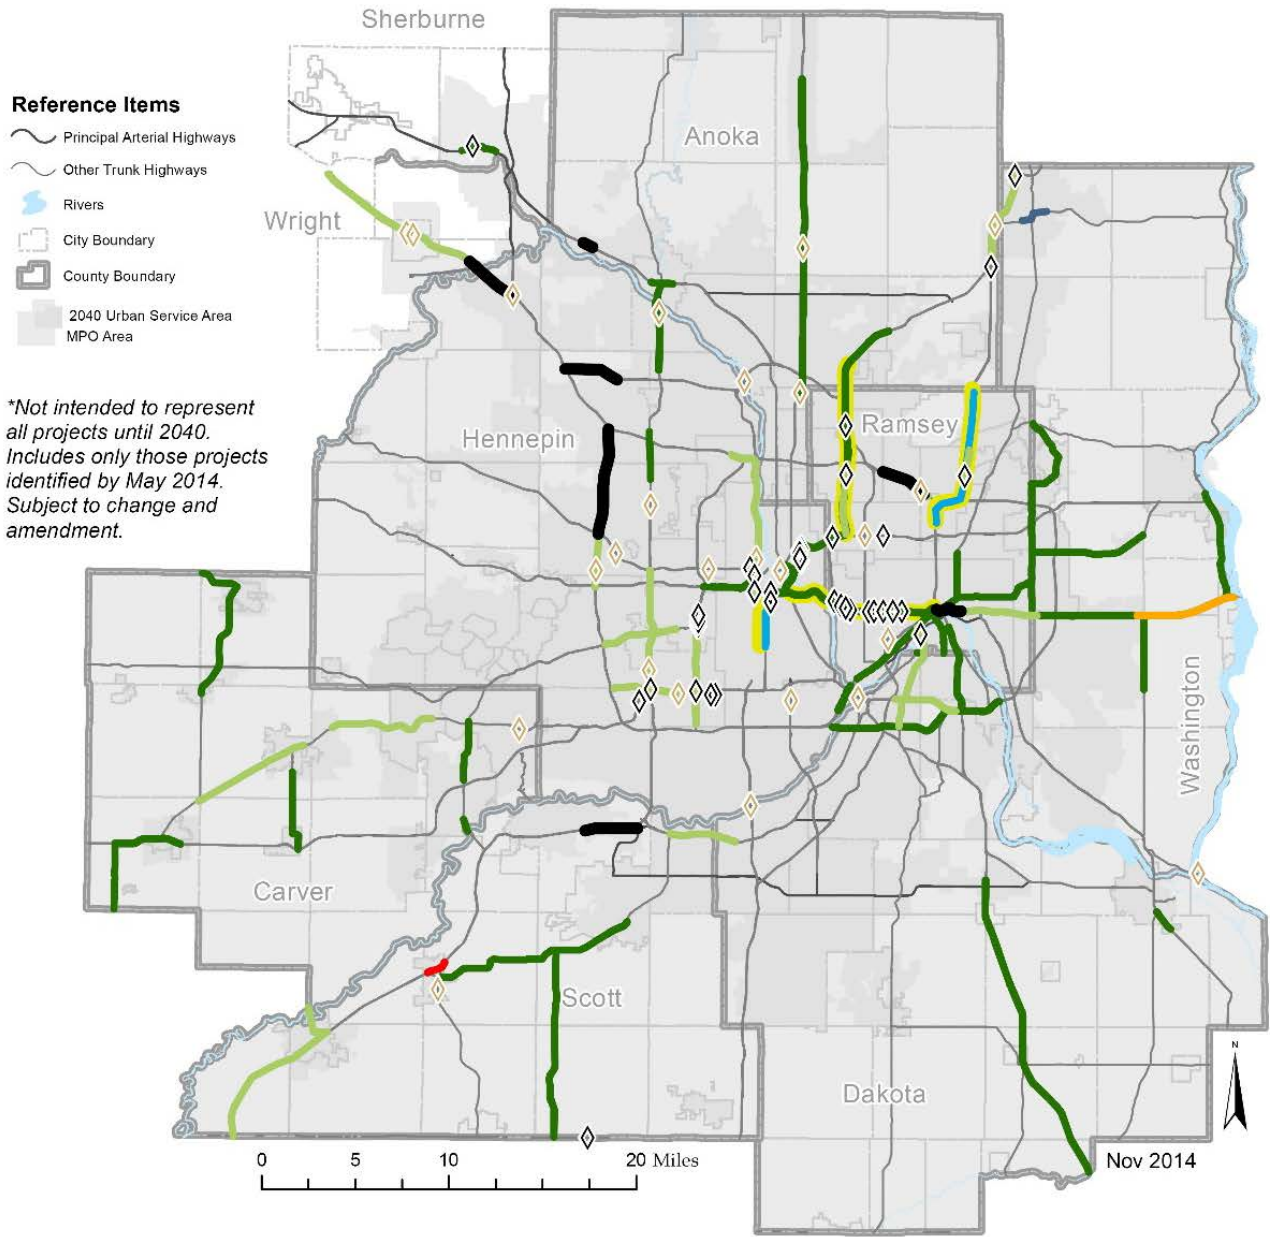 Sherburne
Reference Items
Principal Arterial Highways
Other Trunk Highways
Rivers
City Boundary
County Boundary
2040 Urban Service Area
MPO Area
*Not intended to represent
all projects until 2040.
Includes only those projects
identified by May 2014.
Subject to change and
amendment.
Anoka
Wright
Hennepin
Ramsey
Washington
Carver
Scott
Dakota
N
0 5 10 20 Miles
Nov 2014